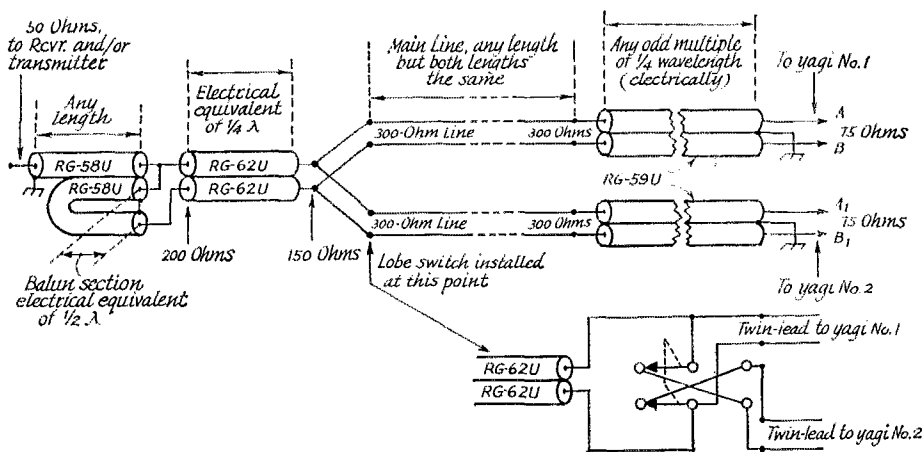 50 Ohms,
to Rcvr. and/or
transmitter
Any
length
Electrical
equivalent
of 1/4 λ
Main Line, any length
but both lengths
the same
Any odd multiple
of 1/4 wavelength
(electrically)
To yagi No.1
RG-58U
RG-58U
RG-62U
RG-62U
300-Ohm Line
300 Ohms
A
B
75 Ohms
RG-59U
300-Ohm Line
300 Ohms
A1
B1
75 Ohms
200 Ohms
150 Ohms
Lobe switch installed
at this point
To yagi
No.2
Balun section
electrical equivalent
of 1/2 λ
RG-62U
RG-62U
Twin-lead to yagi No.1
Twin-lead to yagi No.2